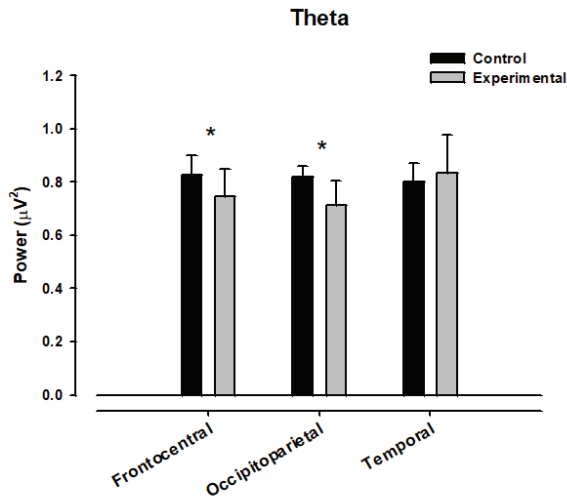 Theta
Control
Experimental
1.2
1.0
0.8
0.6
0.4
0.2
0.0
Power (μV²)
* *
Frontocentral
Occipitoparietal
Temporal